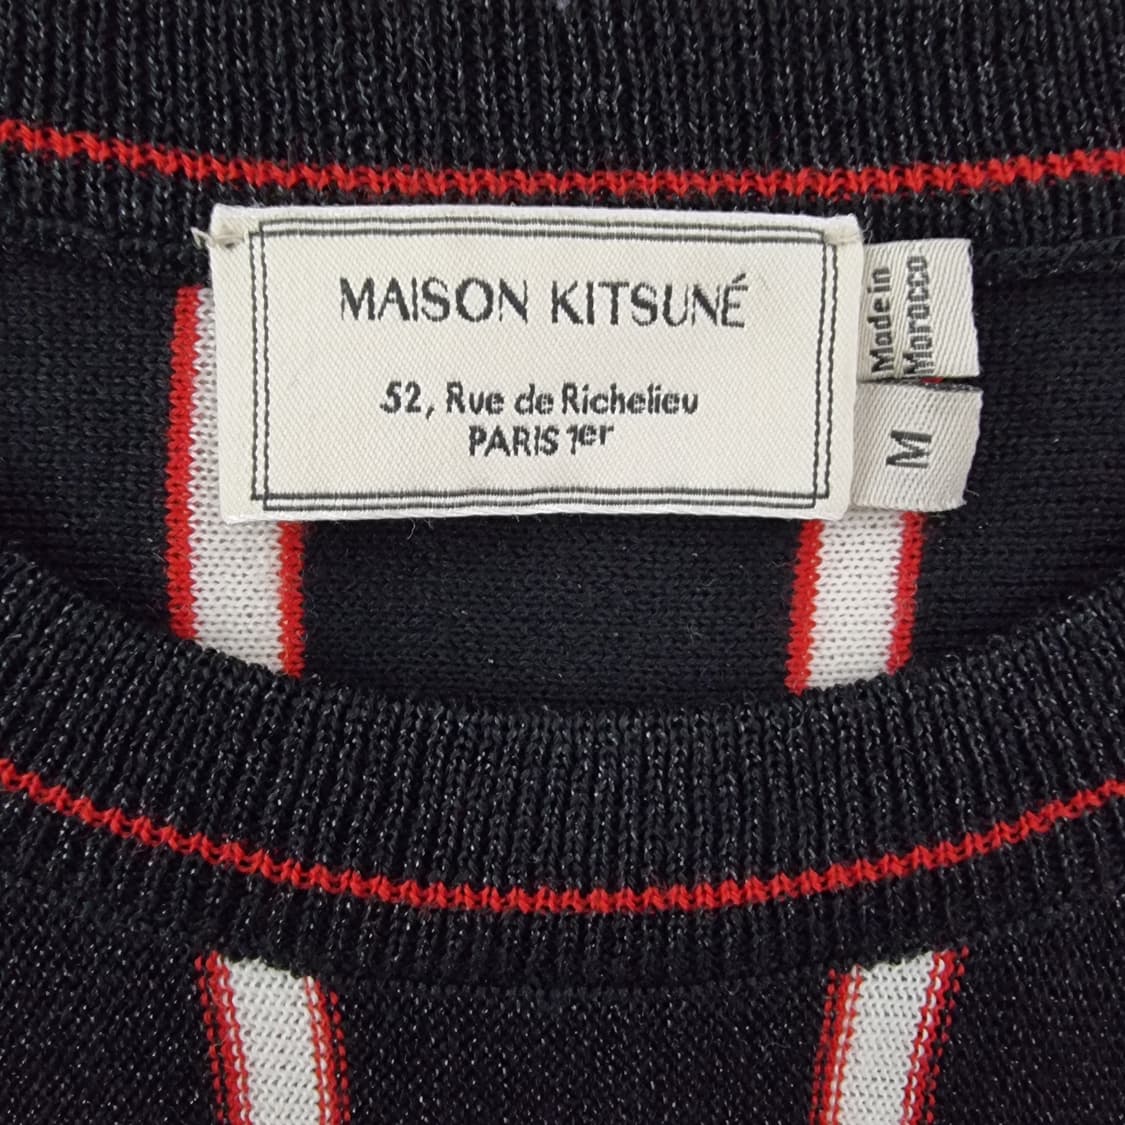 MAISON KITSUNÉ
52, Rue de Richelieu
PARIS 1er
Made in
Morocco
M